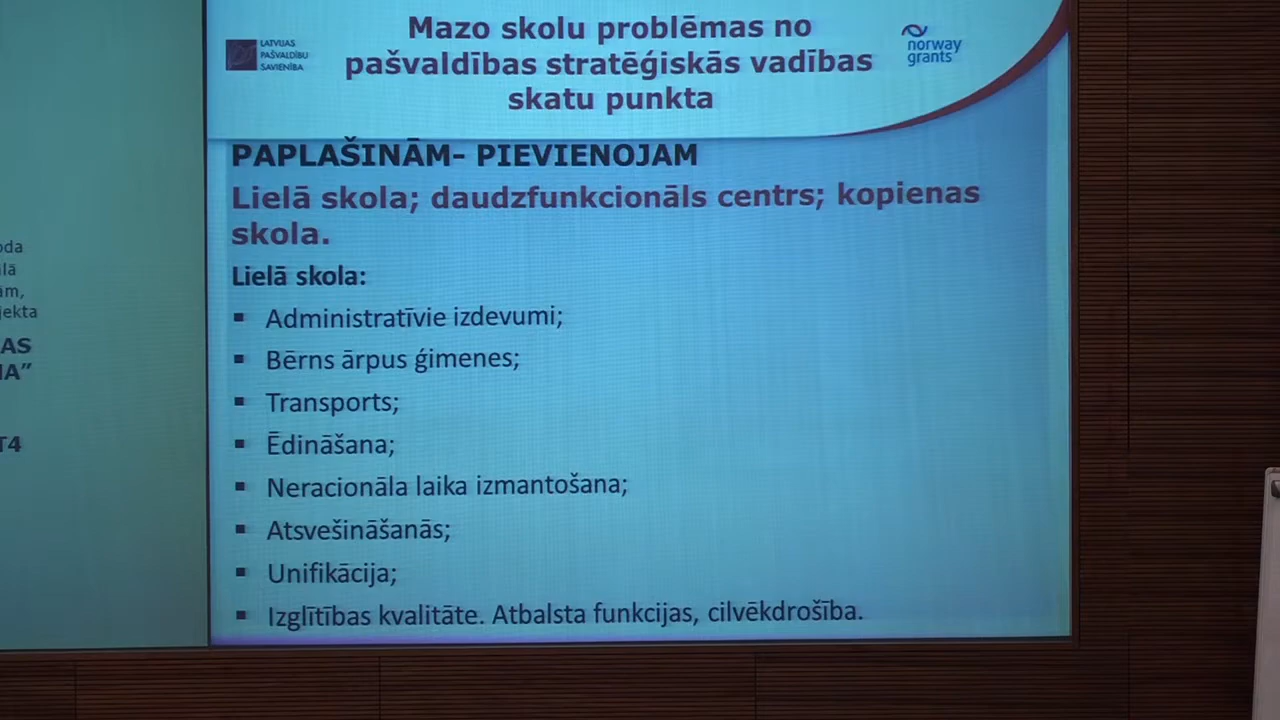 Mazo skolu problēmas no
pašvaldības stratēģiskās vadības
skatu punkta
LATVIJAS
PAŠVALDĪBU
SAVIENĪBA
norway
grants
PAPLAŠINĀM- PIEVIENOJAM
Lielā skola; daudzfunkcionāls centrs; kopienas
skola.
Lielā skola:
Administratīvie izdevumi;
Bērns ārpus ģimenes;
Transports;
Ēdināšana;
Neracionāla laika izmantošana;
Atsvešināšanās;
Unifikācija;
Izglītības kvalitāte. Atbalsta funkcijas, cilvēkdrošība.
T4